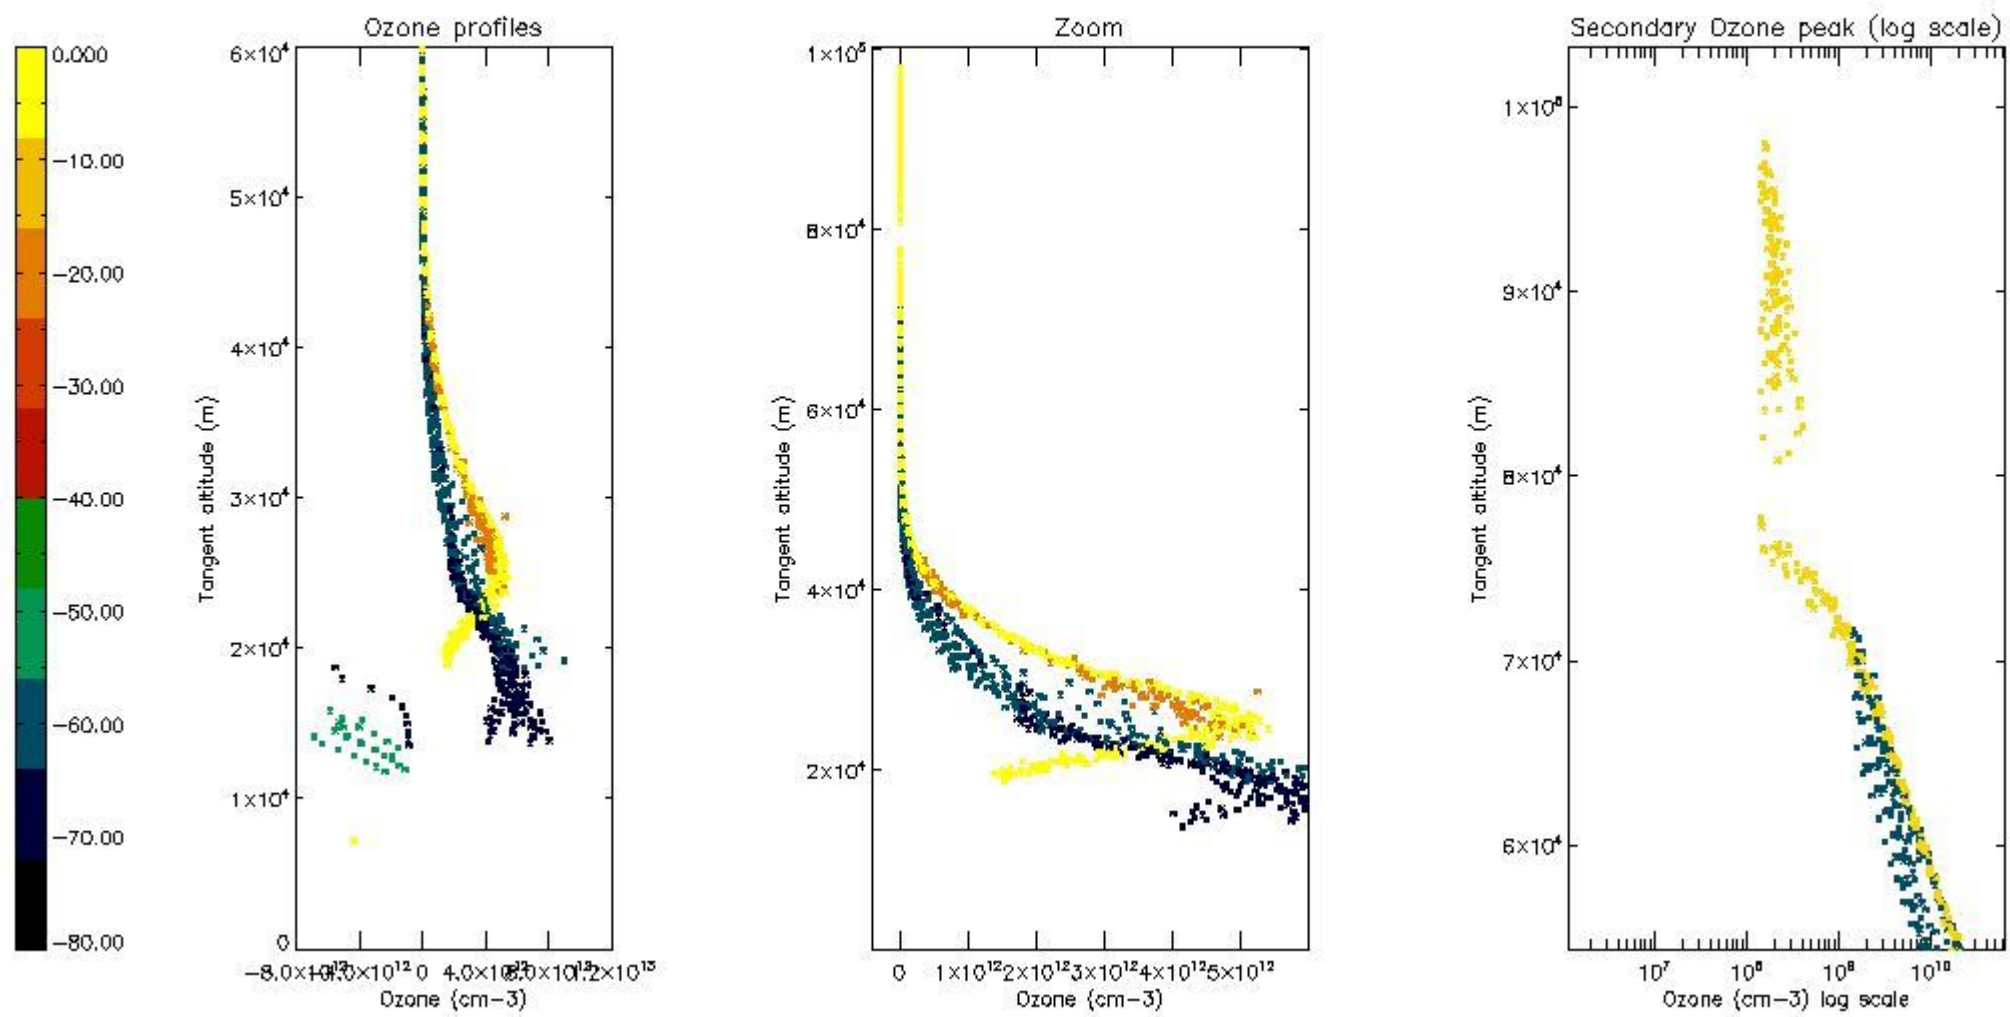 Ozone profiles
Zoom
Secondary Ozone peak (log scale)
0.000
−10.00
−20.00
−30.00
−40.00
−50.00
−60.00
−70.00
−80.00
6×10⁴
5×10⁴
4×10⁴
3×10⁴
2×10⁴
1×10⁴
0
Tangent altitude (m)
0
Ozone (cm−3)
1×10⁵
8×10⁴
6×10⁴
4×10⁴
2×10⁴
Tangent altitude (m)
0 1×10¹² 2×10¹² 3×10¹² 4×10¹² 5×10¹²
Ozone (cm−3)
9×10⁴
8×10⁴
7×10⁴
6×10⁴
Tangent altitude (m)
10⁷ 10⁸ 10⁹ 10¹⁰
Ozone (cm−3) log scale